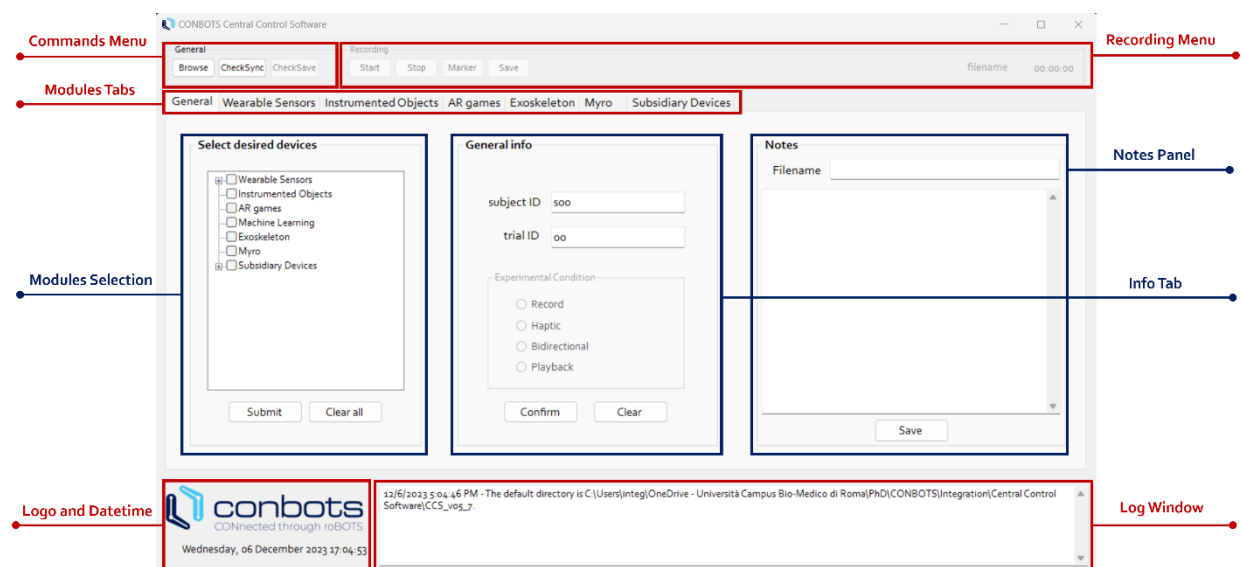 CONBOTS Central Control Software
Commands Menu
General
Recording
Recording Menu
Browse CheckSync CheckSave
Start Stop Marker Save
filename 00:00:00
Modules Tabs
General Wearable Sensors Instrumented Objects AR games Exoskeleton Myro Subsidiary Devices
Select desired devices
Wearable Sensors
Instrumented Objects
AR games
Machine Learning
Exoskeleton
Myro
Subsidiary Devices
Submit Clear all
Modules Selection
General info
subject ID S00
trial ID 00
Experimental Condition
Record
Haptic
Bidirectional
Playback
Confirm Clear
Info Tab
Notes
Filename
Save
Notes Panel
Logo and Datetime
conbots
CONnected through roBOTS
Wednesday, 06 December 2023 17:04:53
12/6/2023 5:04:46 PM - The default directory is C:\Users\integ\OneDrive - Università Campus Bio-Medico di Roma\PhD\CONBOTS\Integration\Central Control
Software\CCS_v05_7.
Log Window